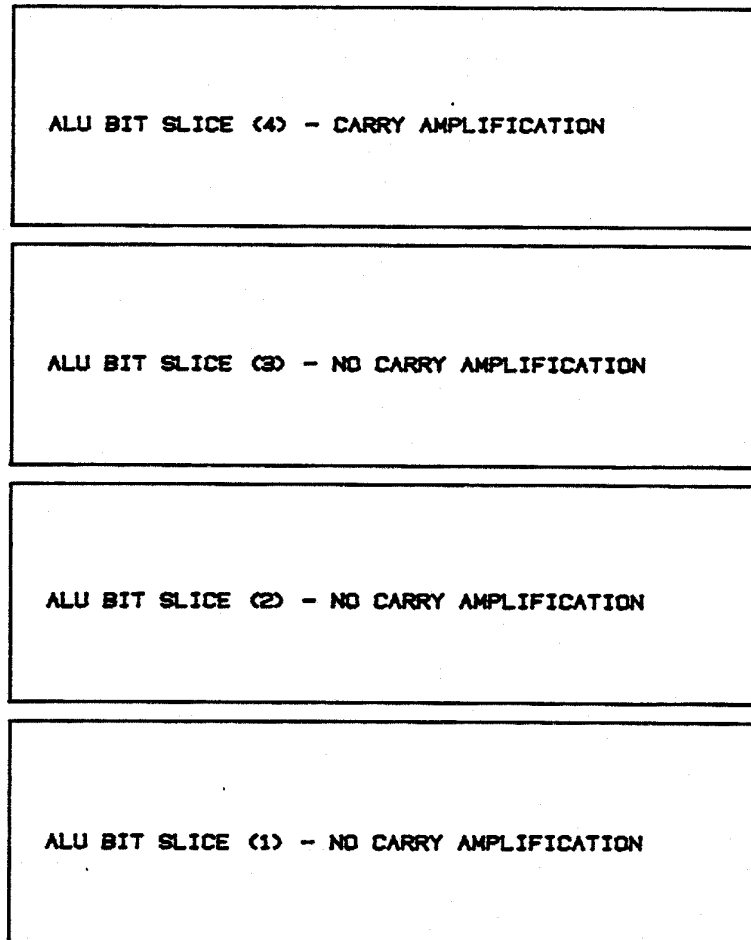 ALU BIT SLICE (4) - CARRY AMPLIFICATION
ALU BIT SLICE (3) - NO CARRY AMPLIFICATION
ALU BIT SLICE (2) - NO CARRY AMPLIFICATION
ALU BIT SLICE (1) - NO CARRY AMPLIFICATION